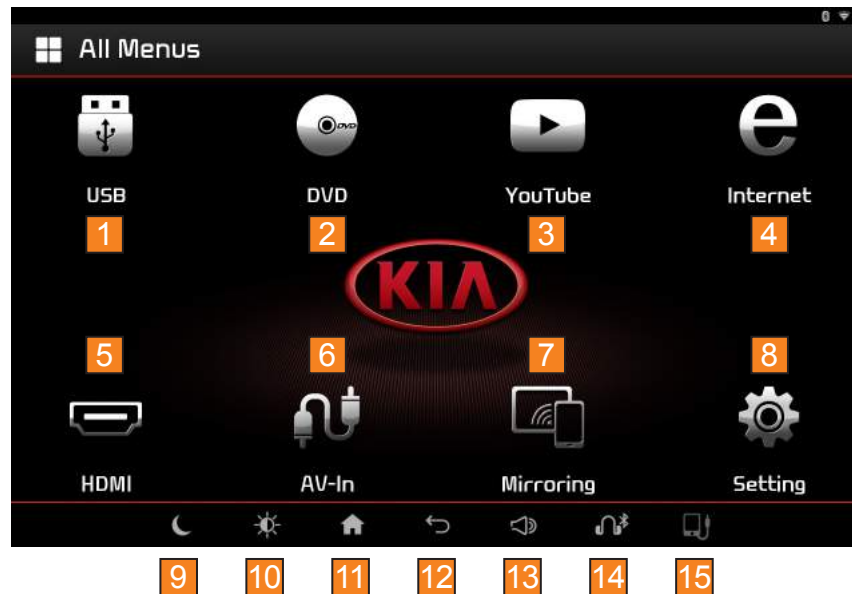 All Menus
DVD
USB DVD YouTube Internet
1 2 3 4
KIA
5 6 7 8
HDMI AV-In Mirroring Setting
9 10 11 12 13 14 15